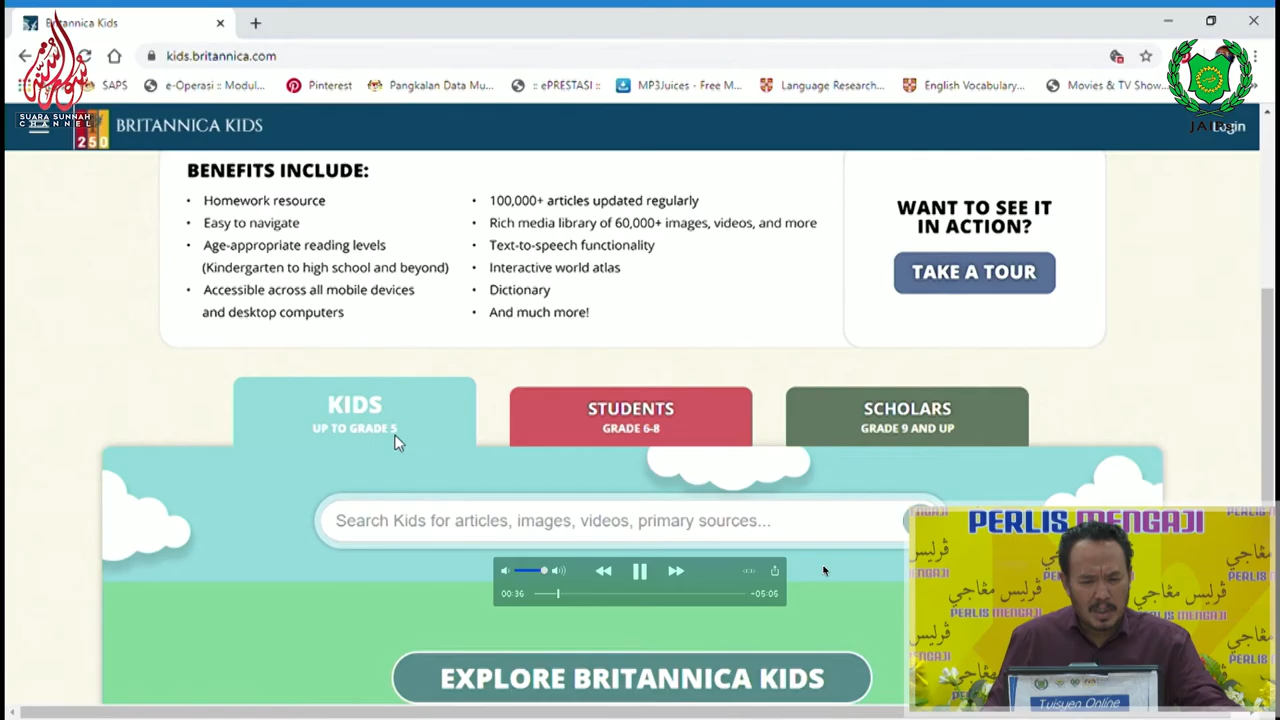 Britannica Kids
kids.britannica.com
SAPS
e-Operasi :: Modul...
Pinterest
Pangkalan Data Mu...
:: ePRESTASI ::
MP3Juices - Free M...
Language Research...
English Vocabulary...
Movies & TV Show...
SUARA SUNNAH
CHANNEL
250
BRITANNICA KIDS
Login
BENEFITS INCLUDE:
Homework resource
Easy to navigate
Age-appropriate reading levels
(Kindergarten to high school and beyond)
Accessible across all mobile devices
and desktop computers
100,000+ articles updated regularly
Rich media library of 60,000+ images, videos, and more
Text-to-speech functionality
Interactive world atlas
Dictionary
And much more!
WANT TO SEE IT
IN ACTION?
TAKE A TOUR
KIDS
UP TO GRADE 5
STUDENTS
GRADE 6-8
SCHOLARS
GRADE 9 AND UP
Search Kids for articles, images, videos, primary sources...
00:36
-05:06
EXPLORE BRITANNICA KIDS
PERLIS MENGAJI
ڤرليس مڠاجي
PERLIS MENGAJI
Tuisyen Online